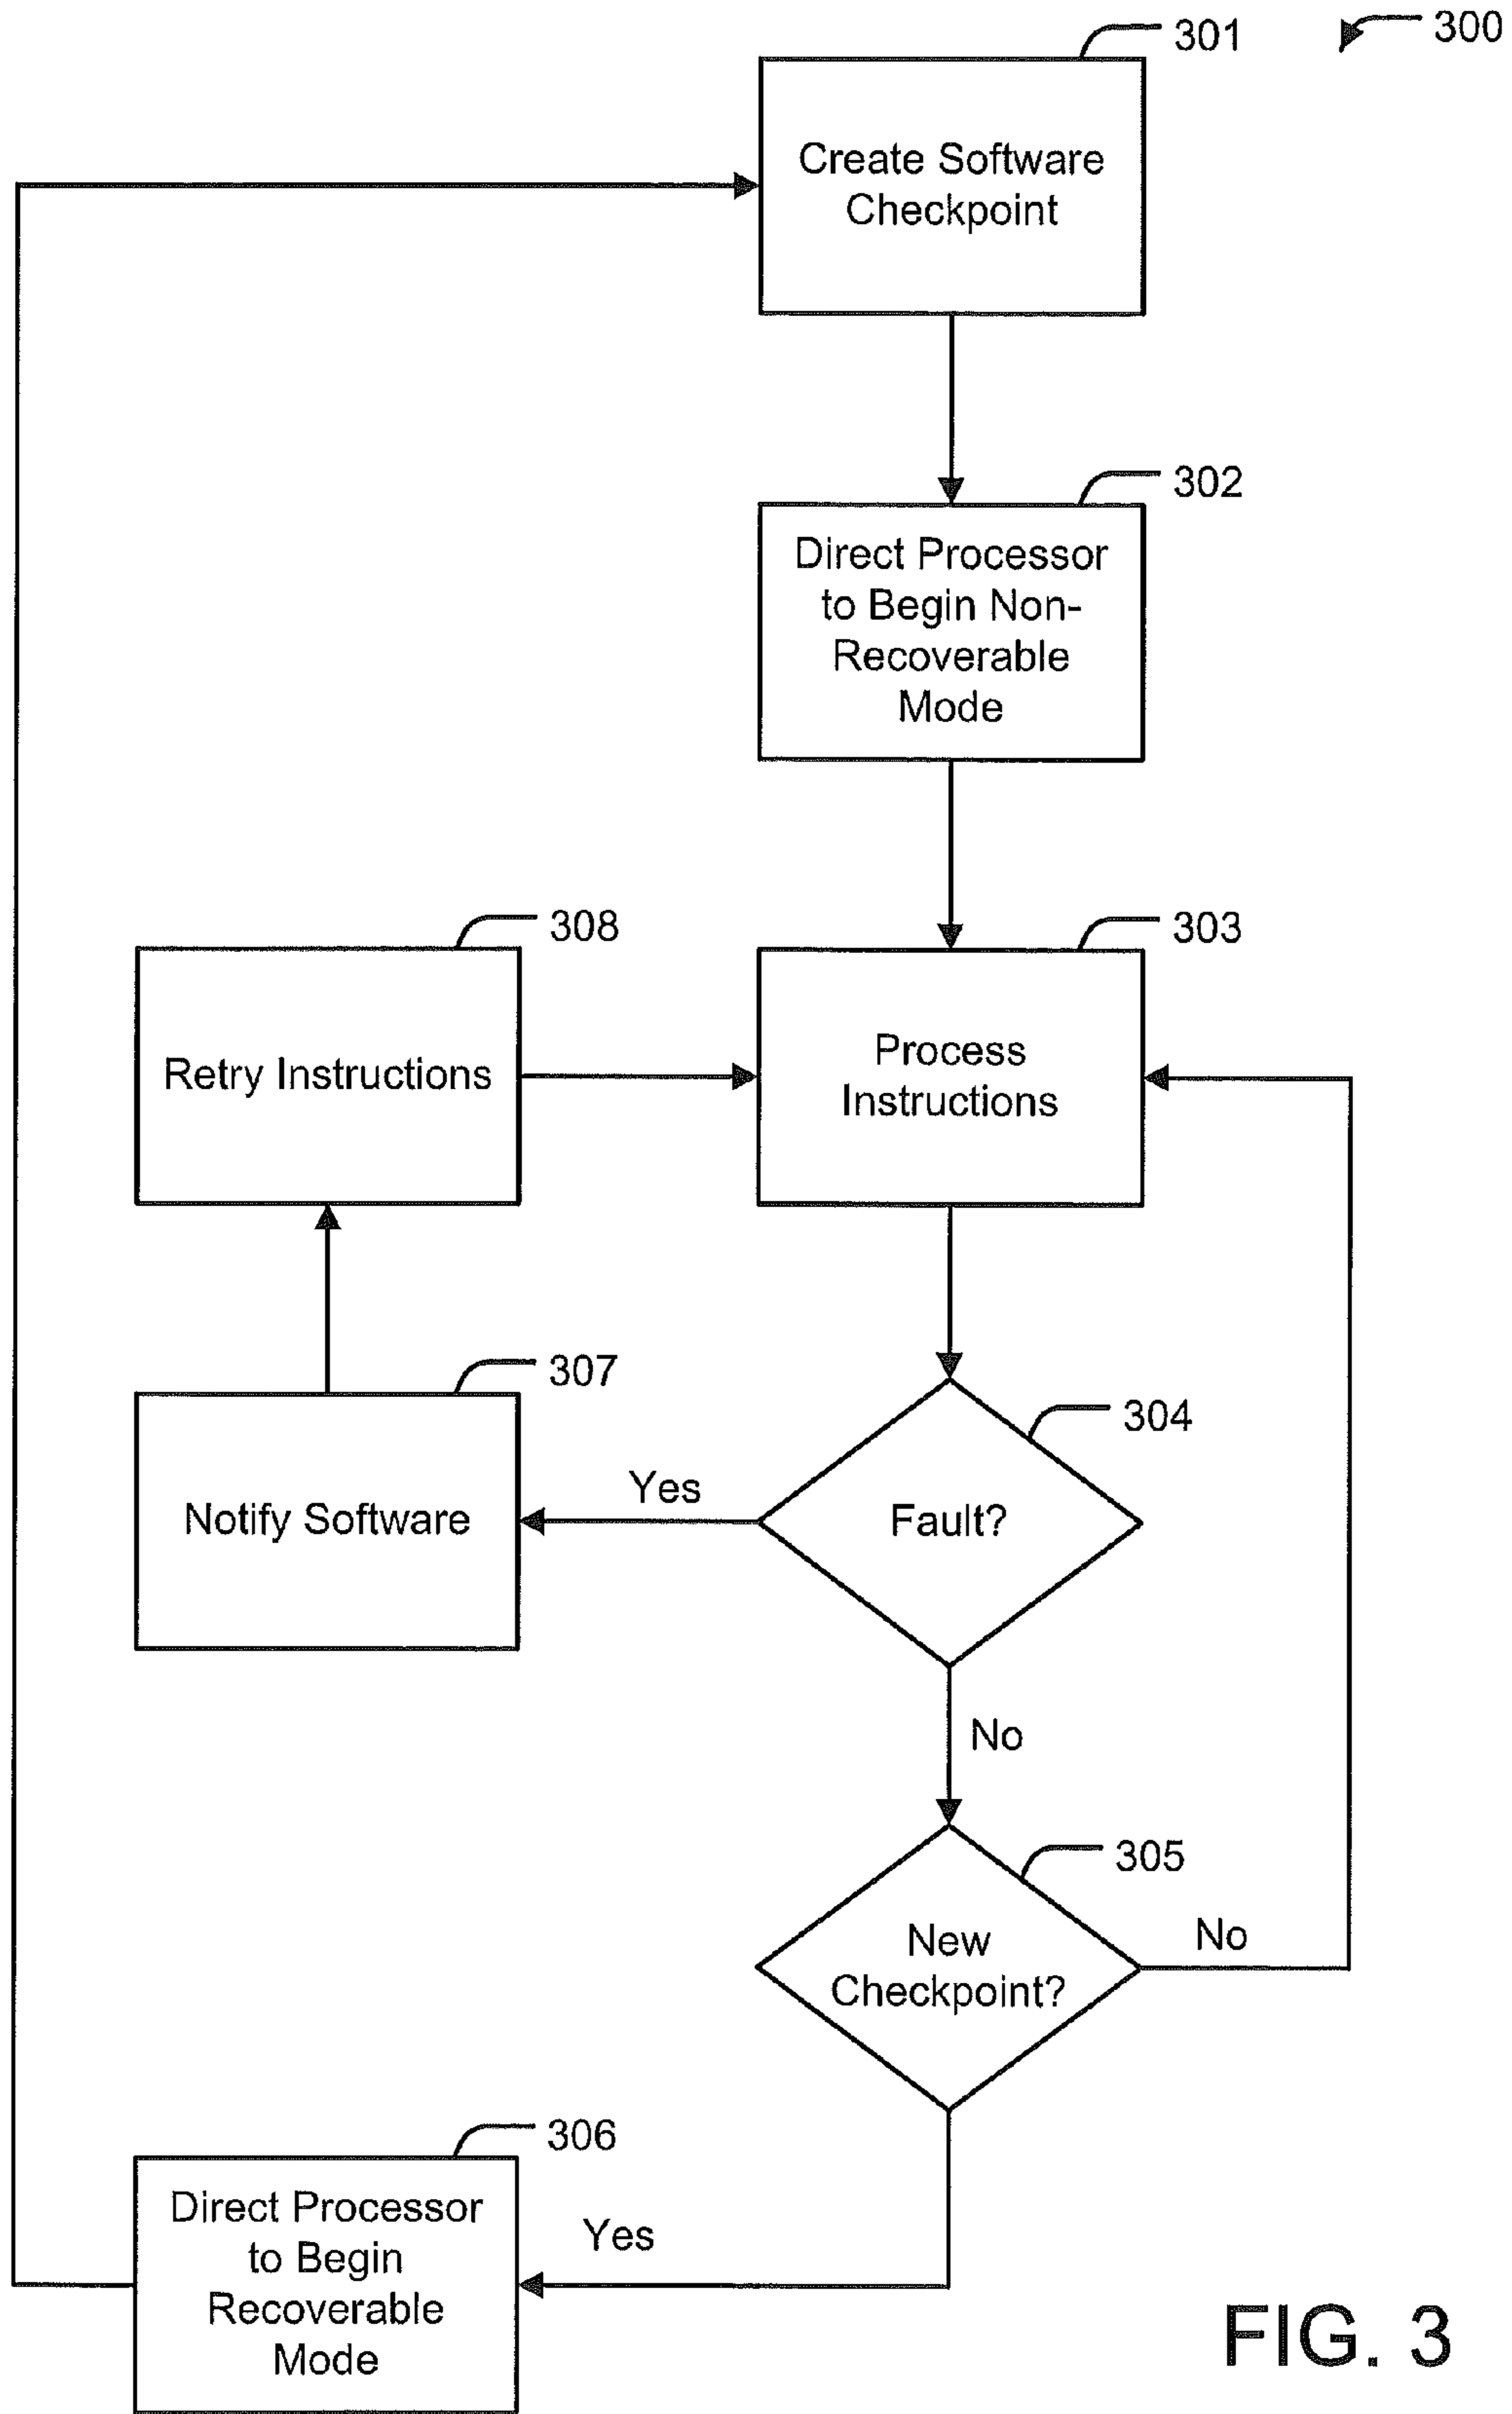 300
301
Create Software
Checkpoint
302
Direct Processor
to Begin Non-
Recoverable
Mode
308
Retry Instructions
303
Process
Instructions
307
Notify Software
Yes
304
Fault?
No
305
New
Checkpoint?
No
306
Direct Processor
to Begin
Recoverable
Mode
Yes
FIG. 3